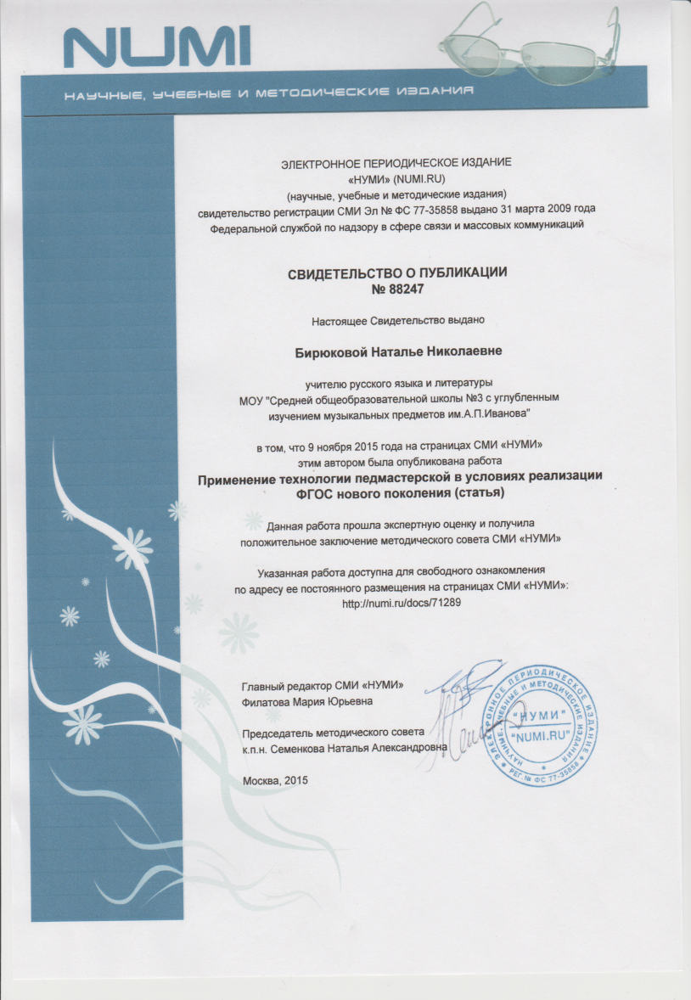 NUMI
НАУЧНЫЕ, УЧЕБНЫЕ И МЕТОДИЧЕСКИЕ ИЗДАНИЯ
ЭЛЕКТРОННОЕ ПЕРИОДИЧЕСКОЕ ИЗДАНИЕ
«НУМИ» (NUMI.RU)
(научные, учебные и методические издания)
свидетельство регистрации СМИ Эл № ФС 77-35858 выдано 31 марта 2009 года
Федеральной службой по надзору в сфере связи и массовых коммуникаций
СВИДЕТЕЛЬСТВО О ПУБЛИКАЦИИ
№ 88247
Настоящее Свидетельство выдано
Бирюковой Наталье Николаевне
учителю русского языка и литературы
МОУ "Средней общеобразовательной школы №3 с углубленным
изучением музыкальных предметов им.А.П.Иванова"
в том, что 9 ноября 2015 года на страницах СМИ «НУМИ»
этим автором была опубликована работа
Применение технологии педмастерской в условиях реализации
ФГОС нового поколения (статья)
Данная работа прошла экспертную оценку и получила
положительное заключение методического совета СМИ «НУМИ»
Указанная работа доступна для свободного ознакомления
по адресу ее постоянного размещения на страницах СМИ «НУМИ»:
http://numi.ru/docs/71289
Главный редактор СМИ «НУМИ»
Филатова Мария Юрьевна
Председатель методического совета
к.п.н. Семенкова Наталья Александровна
Москва, 2015
ЭЛЕКТРОННОЕ ПЕРИОДИЧЕСКОЕ ИЗДАНИЕ
НАУЧНЫЕ, УЧЕБНЫЕ И МЕТОДИЧЕСКИЕ ИЗДАНИЯ
"НУМИ"
"NUMI.RU"
РЕГ.№ ФС 77-35858